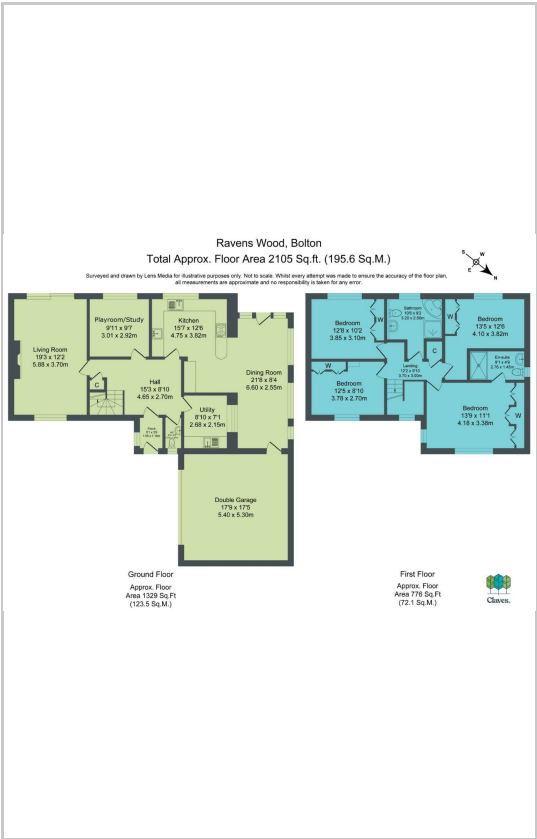 Ravens Wood, Bolton
Total Approx. Floor Area 2105 Sq.ft. (195.6 Sq.M.)
Surveyed and drawn by Lens Media for illustrative purposes only. Not to scale. Whilst every attempt was made to ensure the accuracy of the floor plan,
all measurements are approximate and no responsibility is taken for any error.
S
W
E
N
Living Room
19'3 x 12'2
5.88 x 3.70m
Playroom/Study
9'11 x 9'7
3.01 x 2.92m
Kitchen
15'7 x 12'6
4.75 x 3.82m
Dining Room
21'8 x 8'4
6.60 x 2.55m
C
Hall
15'3 x 8'10
4.65 x 2.70m
Utility
8'10 x 7'1
2.68 x 2.15m
Double Garage
17'9 x 17'5
5.40 x 5.30m
Bedroom
12'8 x 10'2
3.85 x 3.10m
W
Bathroom
W
Bedroom
13'5 x 12'6
4.10 x 3.82m
C
W
Bedroom
12'5 x 8'10
3.78 x 2.70m
Landing
En-suite
Bedroom
13'9 x 11'1
4.18 x 3.38m
W
Ground Floor
Approx. Floor
Area 1329 Sq.Ft
(123.5 Sq.M.)
First Floor
Approx. Floor
Area 776 Sq.Ft
(72.1 Sq.M.)
Claves.